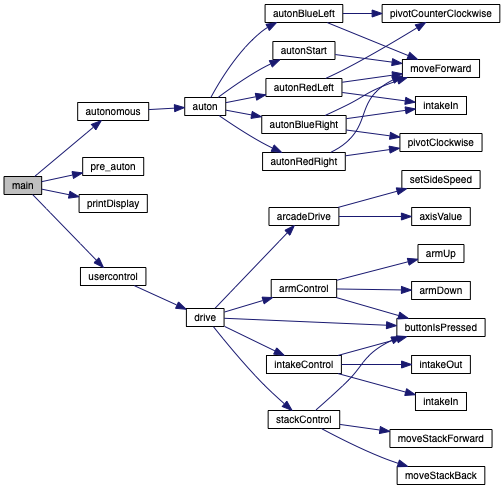 main
autonomous
pre_auton
printDisplay
usercontrol
auton
drive
autonBlueLeft
autonStart
autonRedLeft
autonBlueRight
autonRedRight
arcadeDrive
armControl
intakeControl
stackControl
pivotCounterClockwise
moveForward
intakeIn
pivotClockwise
setSideSpeed
axisValue
armUp
armDown
buttonIsPressed
intakeOut
intakeIn
moveStackForward
moveStackBack